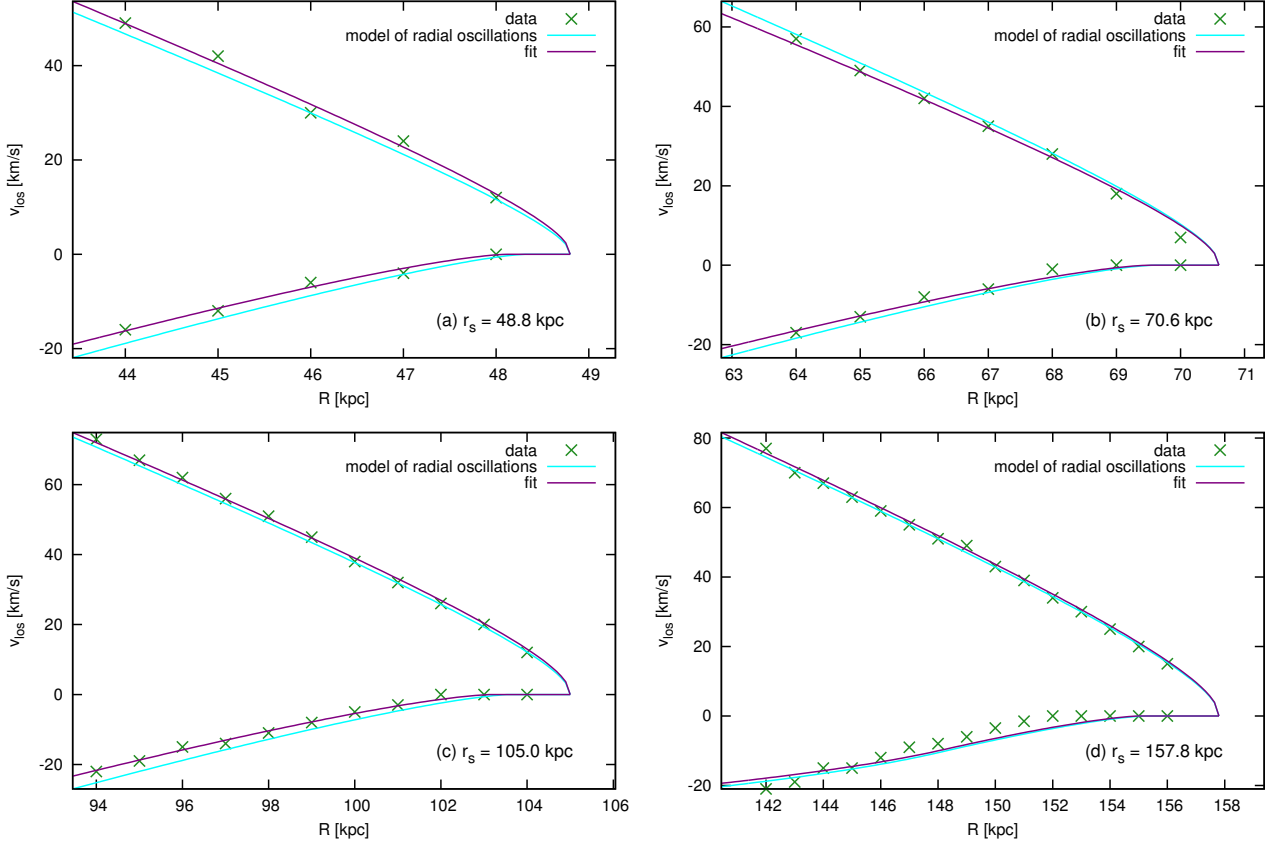 data
model of radial oscillations
fit
v_los [km/s]
40
20
0
-20
(a) r_s = 48.8 kpc
44 45 46 47 48 49
R [kpc]
data
model of radial oscillations
fit
v_los [km/s]
60
40
20
0
-20
(b) r_s = 70.6 kpc
63 64 65 66 67 68 69 70 71
R [kpc]
data
model of radial oscillations
fit
v_los [km/s]
60
40
20
0
-20
(c) r_s = 105.0 kpc
94 96 98 100 102 104 106
R [kpc]
data
model of radial oscillations
fit
v_los [km/s]
80
60
40
20
0
-20
(d) r_s = 157.8 kpc
142 144 146 148 150 152 154 156 158
R [kpc]